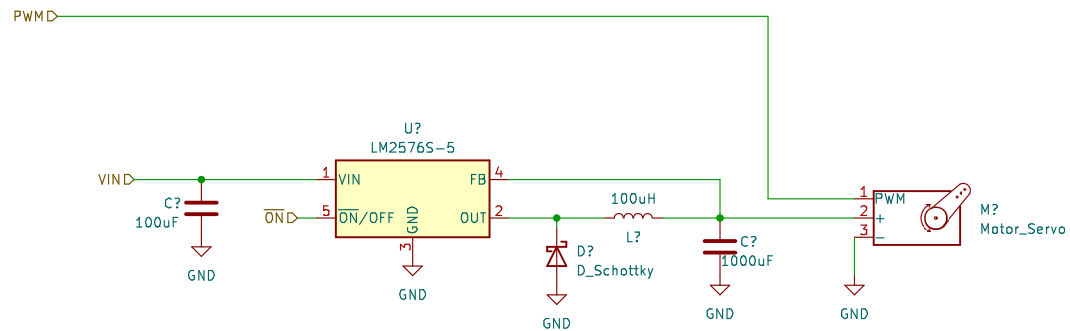 PWM
U?
LM2576S-5
VIN
1
VIN
FB
4
C?
100uF
ON
5
ON/OFF
GND
OUT
2
3
GND
GND
100uH
L?
D?
D_Schottky
GND
C?
1000uF
GND
1
PWM
2
+
3
-
M?
Motor_Servo
GND